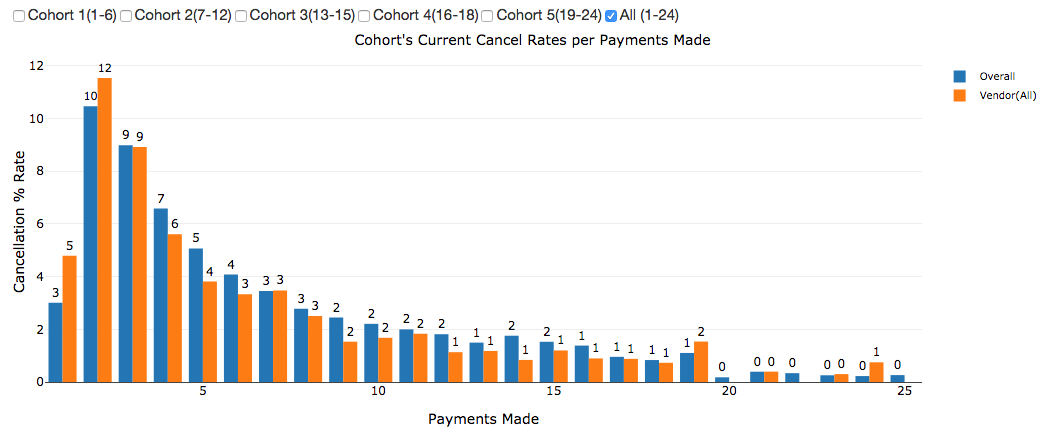 Cohort 1(1-6) Cohort 2(7-12) Cohort 3(13-15) Cohort 4(16-18) Cohort 5(19-24) All (1-24)
Cohort's Current Cancel Rates per Payments Made
Overall
Vendor(All)
Cancellation % Rate
12
10
8
6
4
2
0
3 5 10 12 9 9 7 6 5 4 4 3 3 3 3 3 2 2 2 2 2 2 2 1 1 1 2 1 2 1 1 1 1 1 1 1 1 2 0 0 0 0 0 0 0 1 0
5 10 15 20 25
Payments Made